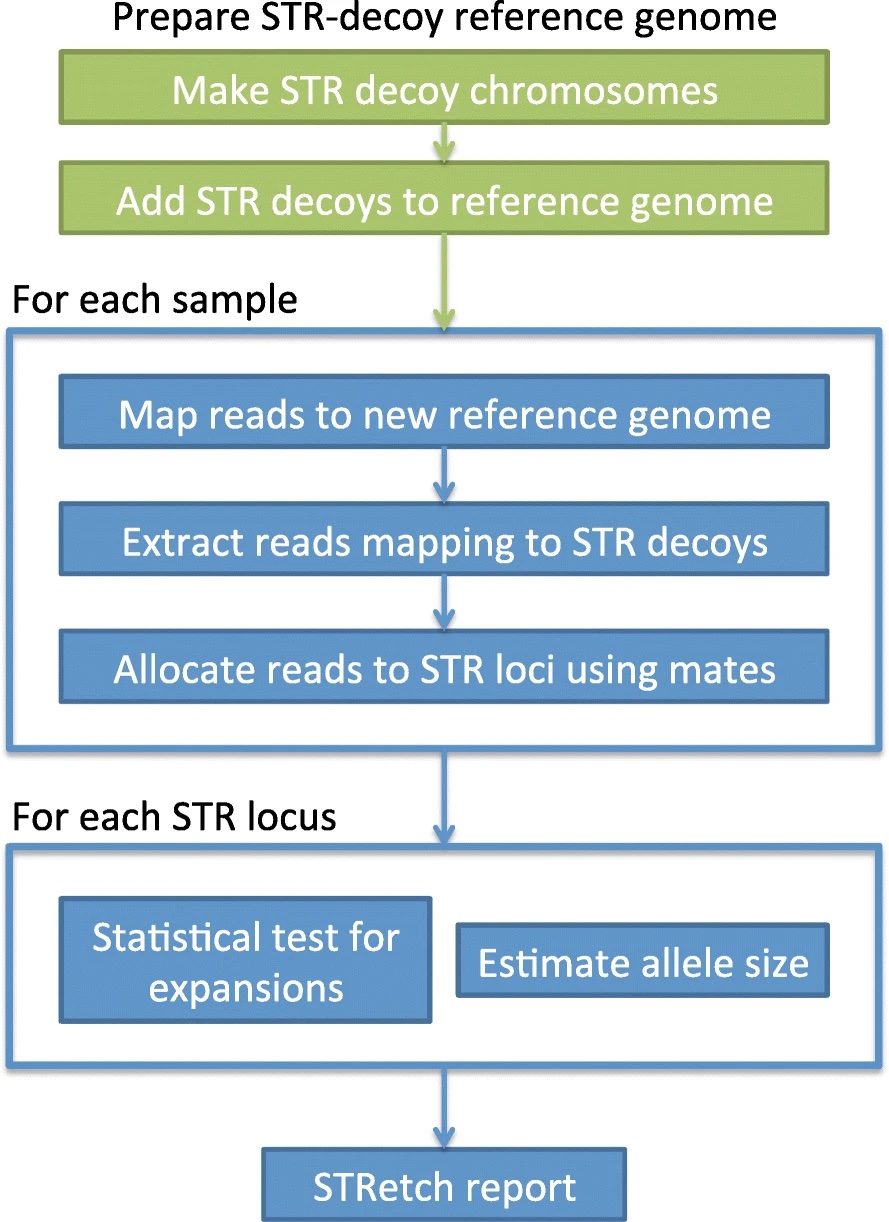 Prepare STR-decoy reference genome
Make STR decoy chromosomes
Add STR decoys to reference genome
For each sample
Map reads to new reference genome
Extract reads mapping to STR decoys
Allocate reads to STR loci using mates
For each STR locus
Statistical test for
expansions
Estimate allele size
STRetch report